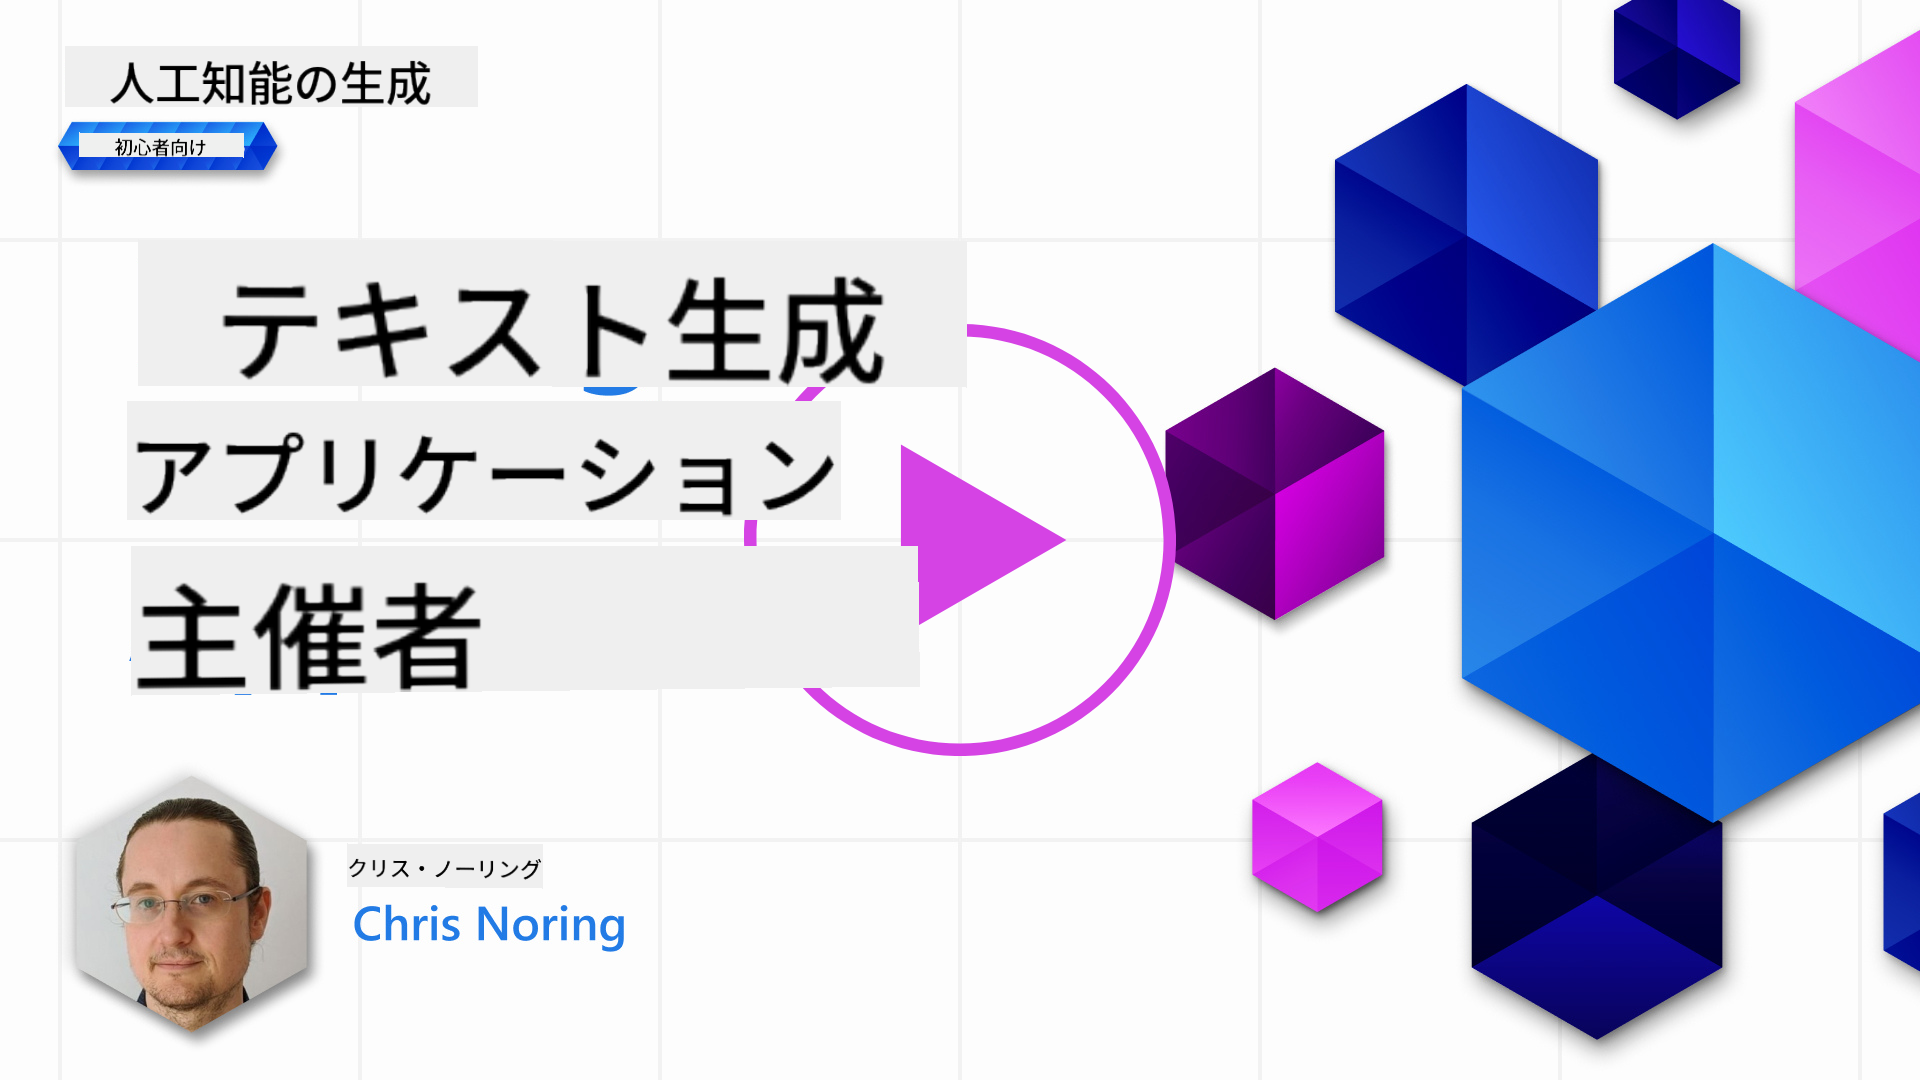 人工知能の生成
初心者向け
テキスト生成
アプリケーション
主催者
クリス・ノーリング
Chris Noring